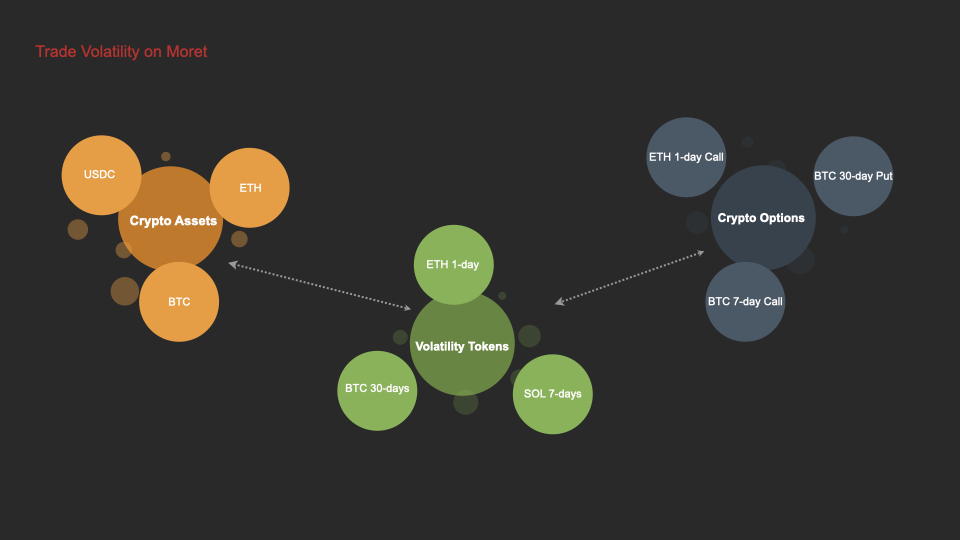 Trade Volatility on Moret
USDC
ETH
Crypto Assets
BTC
ETH 1-day
Volatility Tokens
BTC 30-days
SOL 7-days
ETH 1-day Call
BTC 30-day Put
Crypto Options
BTC 7-day Call